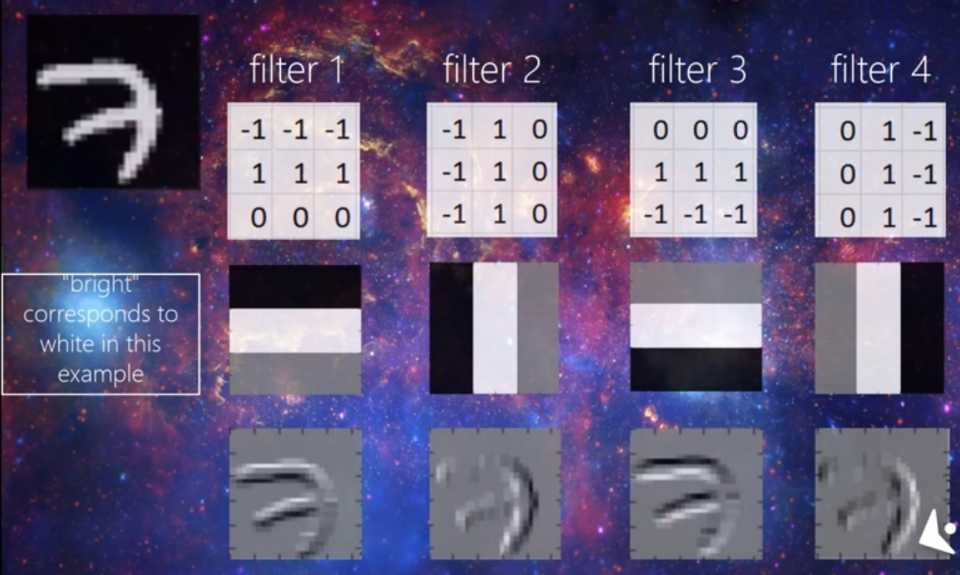 filter 1 filter 2 filter 3 filter 4
-1 -1 -1 -1 1 0 0 0 0 0 1 -1
1 1 1 -1 1 0 1 1 1 0 1 -1
0 0 0 -1 1 0 -1 -1 -1 0 1 -1
"bright"
corresponds to
white in this
example